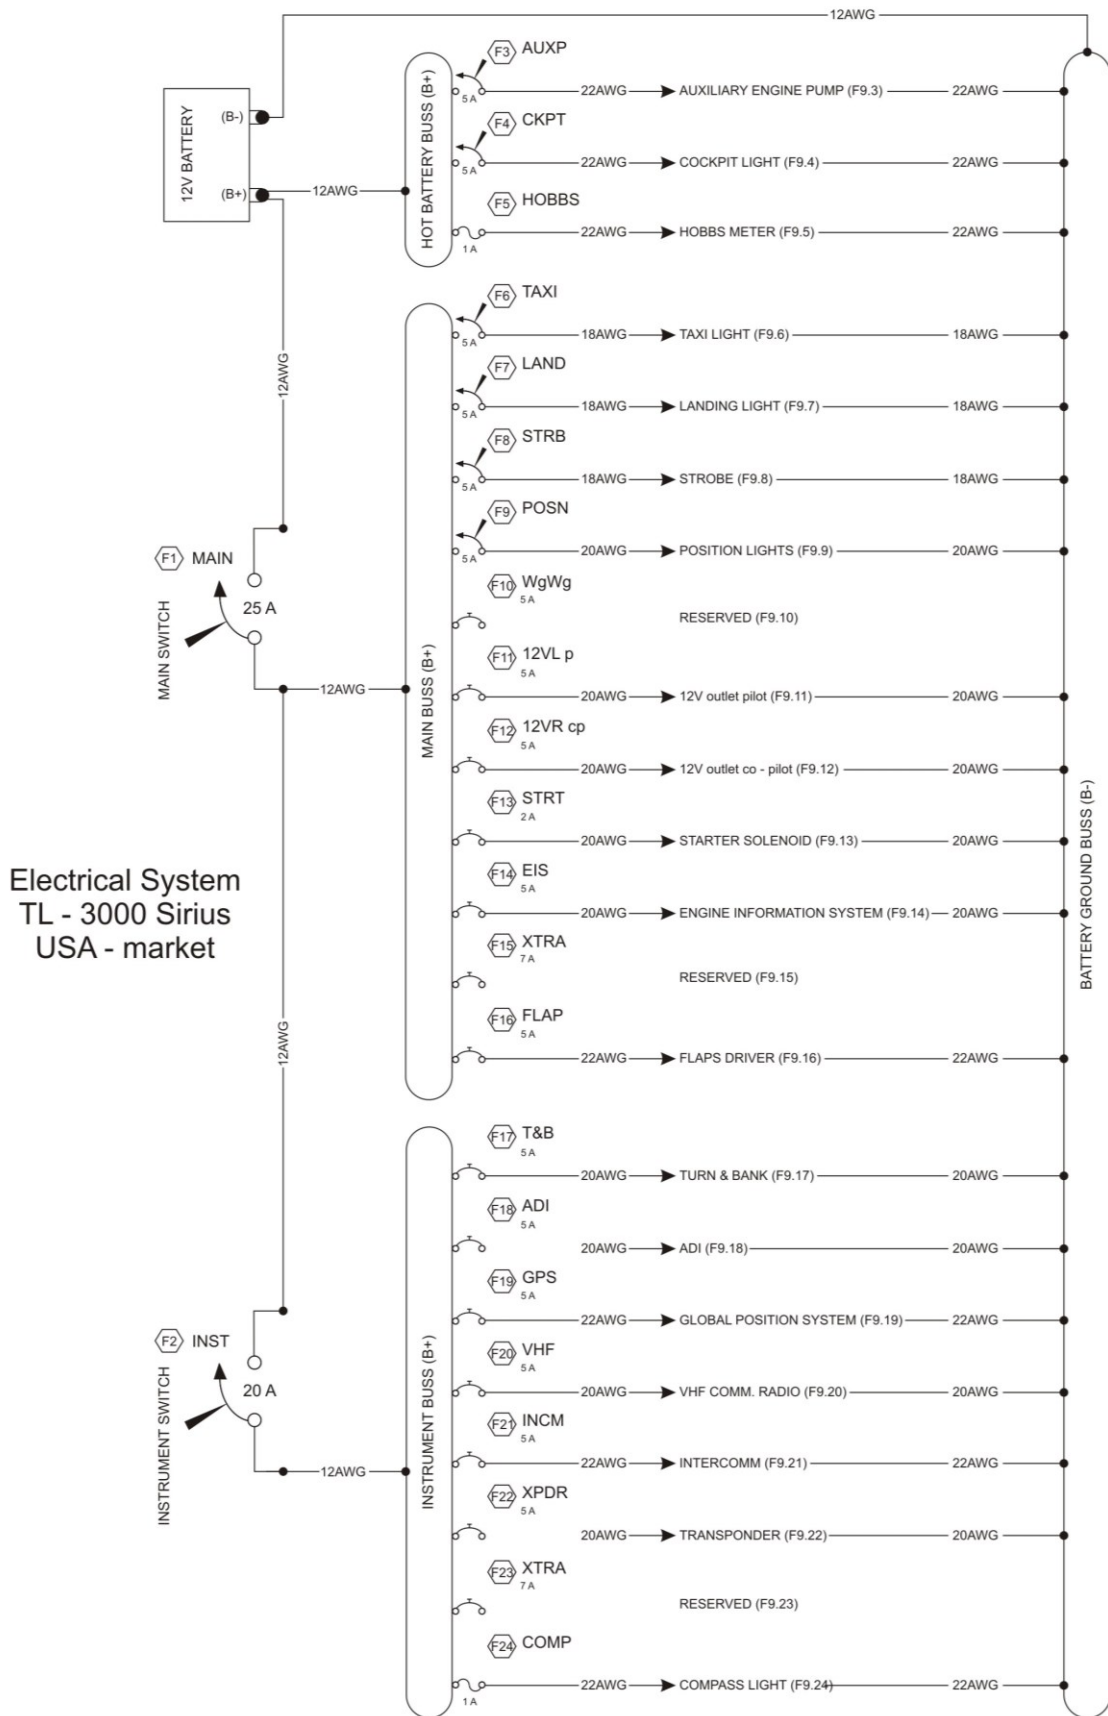 12AWG
F3 AUXP
5 A
22AWG AUXILIARY ENGINE PUMP (F9.3) 22AWG
F4 CKPT
5 A
22AWG COCKPIT LIGHT (F9.4) 22AWG
F5 HOBBS
1 A
22AWG HOBBS METER (F9.5) 22AWG
HOT BATTERY BUSS (B+)
12V BATTERY
(B-)
(B+)
12AWG
12AWG
F6 TAXI
5 A
18AWG TAXI LIGHT (F9.6) 18AWG
F7 LAND
5 A
18AWG LANDING LIGHT (F9.7) 18AWG
F8 STRB
5 A
18AWG STROBE (F9.8) 18AWG
F9 POSN
5 A
20AWG POSITION LIGHTS (F9.9) 20AWG
F10 WgWg
5 A
RESERVED (F9.10)
F11 12VL p
5 A
20AWG 12V outlet pilot (F9.11) 20AWG
F12 12VR cp
5 A
20AWG 12V outlet co - pilot (F9.12) 20AWG
F13 STRT
2 A
20AWG STARTER SOLENOID (F9.13) 20AWG
F14 EIS
5 A
20AWG ENGINE INFORMATION SYSTEM (F9.14) 20AWG
F15 XTRA
7 A
RESERVED (F9.15)
F16 FLAP
5 A
22AWG FLAPS DRIVER (F9.16) 22AWG
MAIN BUSS (B+)
F1 MAIN
25 A
MAIN SWITCH
12AWG
BATTERY GROUND BUSS (B-)
Electrical System
TL - 3000 Sirius
USA - market
12AWG
F17 T&B
5 A
20AWG TURN & BANK (F9.17) 20AWG
F18 ADI
5 A
20AWG ADI (F9.18) 20AWG
F19 GPS
5 A
22AWG GLOBAL POSITION SYSTEM (F9.19) 22AWG
F20 VHF
5 A
20AWG VHF COMM. RADIO (F9.20) 20AWG
F21 INCM
5 A
22AWG INTERCOMM (F9.21) 22AWG
F22 XPDR
5 A
20AWG TRANSPONDER (F9.22) 20AWG
F23 XTRA
7 A
RESERVED (F9.23)
F24 COMP
1 A
22AWG COMPASS LIGHT (F9.24) 22AWG
INSTRUMENT BUSS (B+)
F2 INST
20 A
INSTRUMENT SWITCH
12AWG